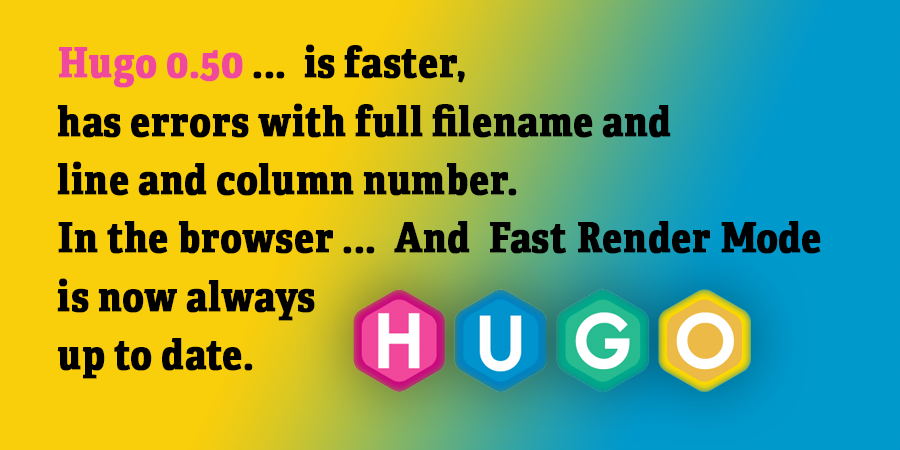 Hugo 0.50 ... is faster,
has errors with full filename and
line and column number.
In the browser ... And Fast Render Mode
is now always
up to date.
HUGO